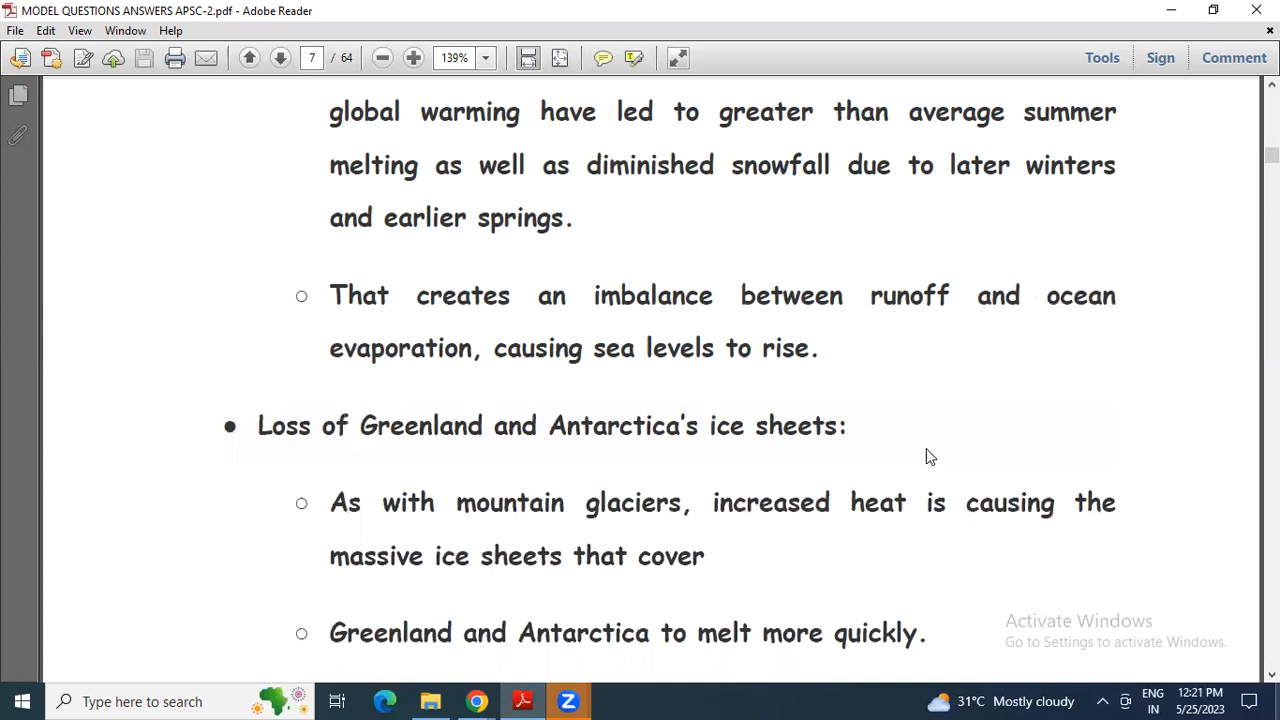 MODEL QUESTIONS ANSWERS APSC-2.pdf - Adobe Reader
File Edit View Window Help
7 / 64 139% Tools Sign Comment
global warming have led to greater than average summer
melting as well as diminished snowfall due to later winters
and earlier springs.
○ That creates an imbalance between runoff and ocean
evaporation, causing sea levels to rise.
● Loss of Greenland and Antarctica's ice sheets:
○ As with mountain glaciers, increased heat is causing the
massive ice sheets that cover
○ Greenland and Antarctica to melt more quickly.
Activate Windows
Go to Settings to activate Windows.
Type here to search
31°C Mostly cloudy
ENG
IN
12:21 PM
5/25/2023